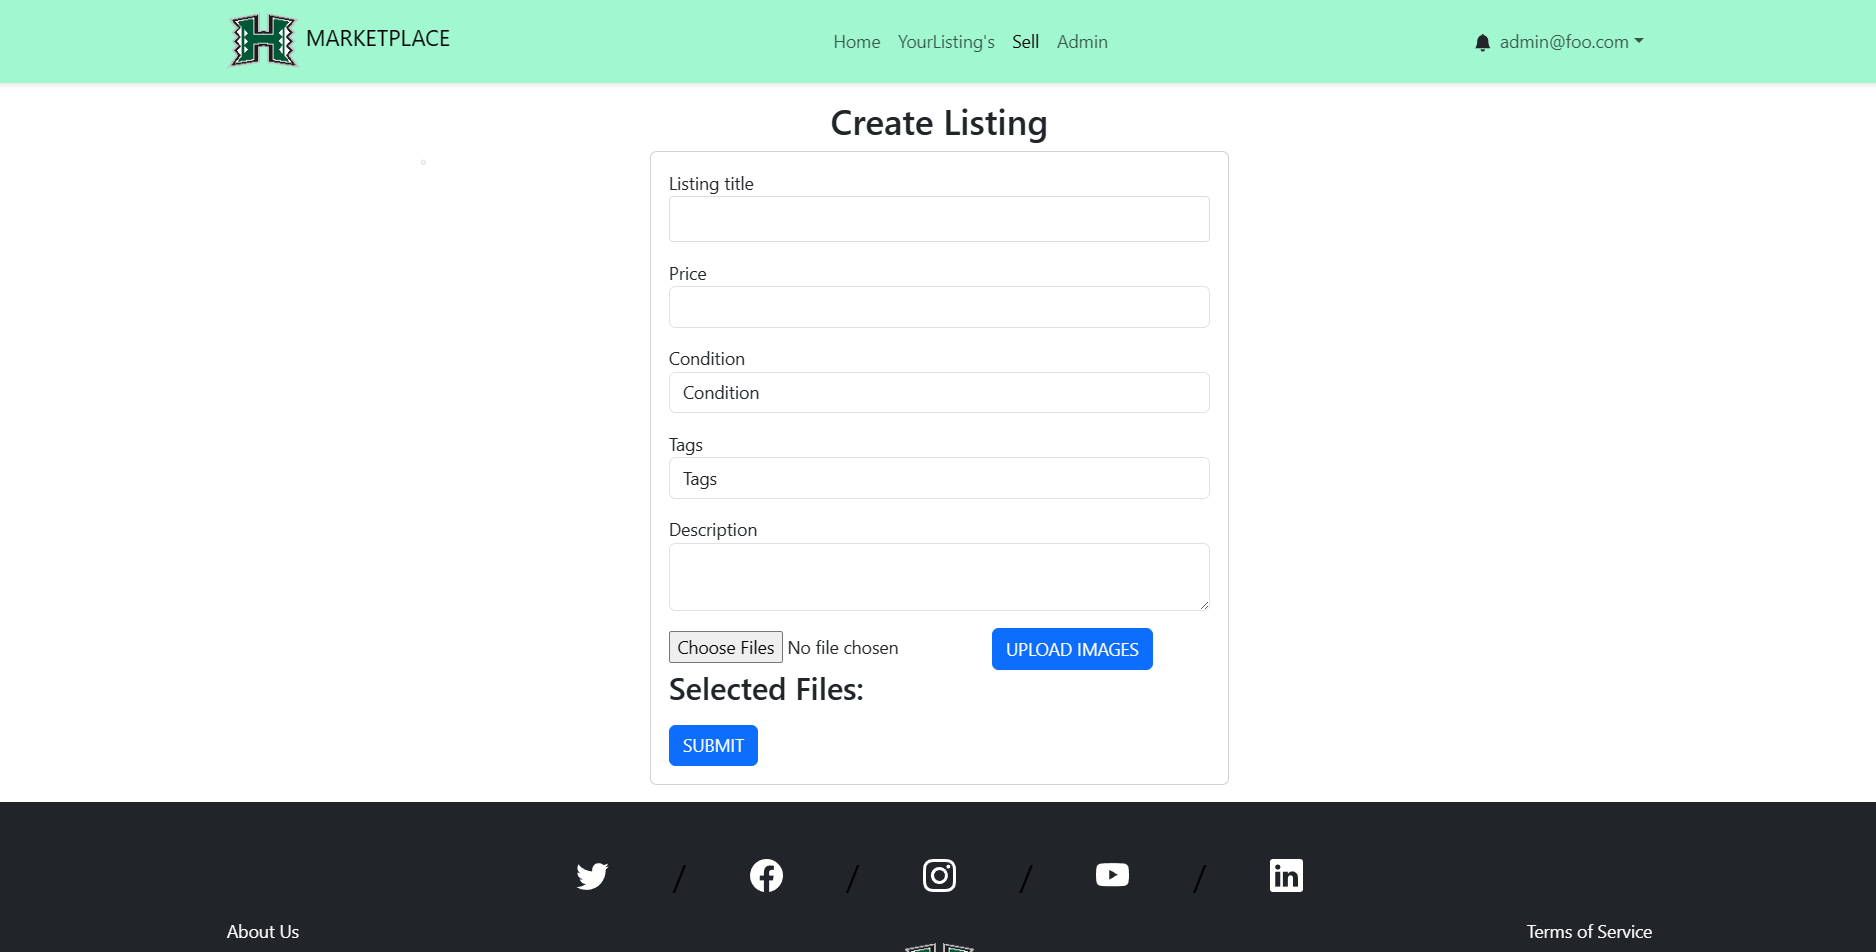 H MARKETPLACE Home YourListing's Sell Admin admin@foo.com
Create Listing
Listing title
Price
Condition
Condition
Tags
Tags
Description
Choose Files No file chosen UPLOAD IMAGES
Selected Files:
SUBMIT
/ / / /
About Us Terms of Service